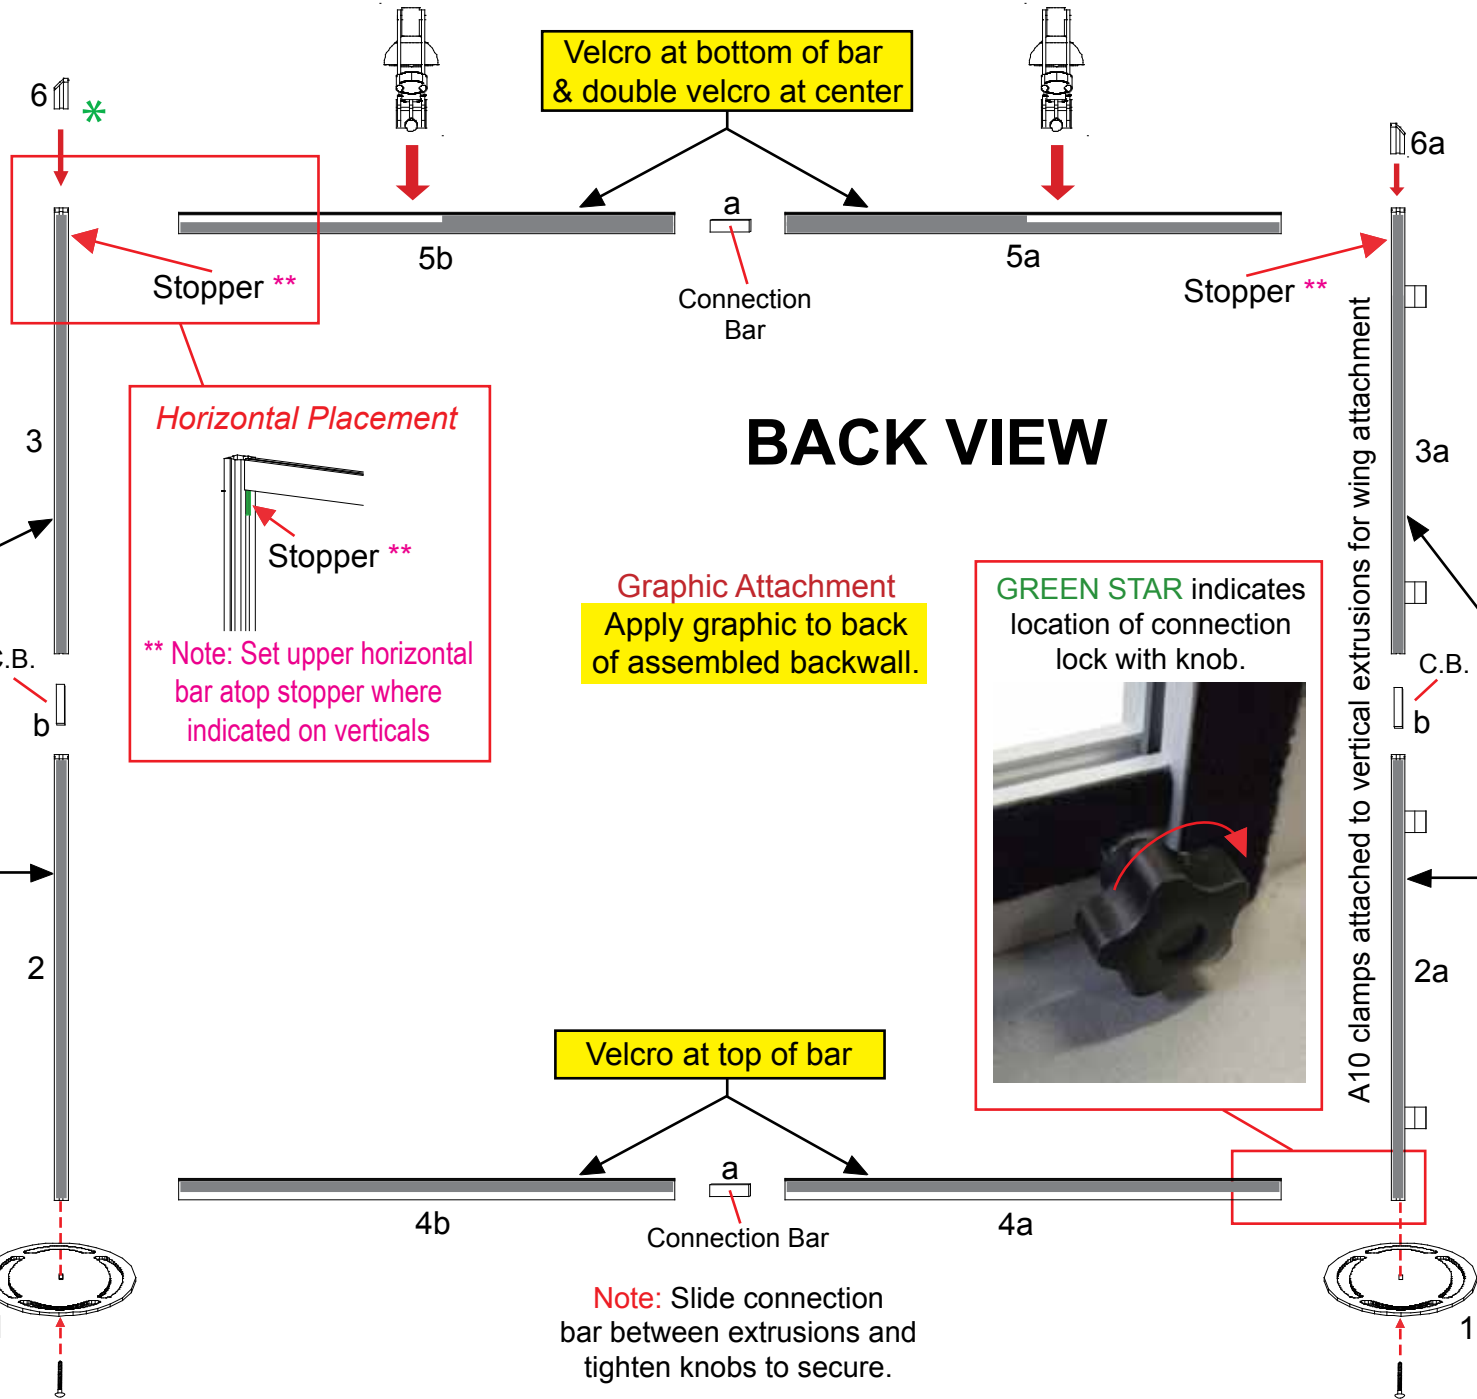 Velcro at bottom of bar
& double velcro at center
6
*
6a
a
5b
5a
Stopper **
Connection
Bar
Stopper **
Horizontal Placement
Stopper **
** Note: Set upper horizontal
bar atop stopper where
indicated on verticals
BACK VIEW
3
3a
A10 clamps attached to vertical extrusions for wing attachment
Graphic Attachment
Apply graphic to back
of assembled backwall.
GREEN STAR indicates
location of connection
lock with knob.
C.B.
b
C.B.
b
2
2a
Velcro at top of bar
a
4b
4a
Connection Bar
Note: Slide connection
bar between extrusions and
tighten knobs to secure.
1